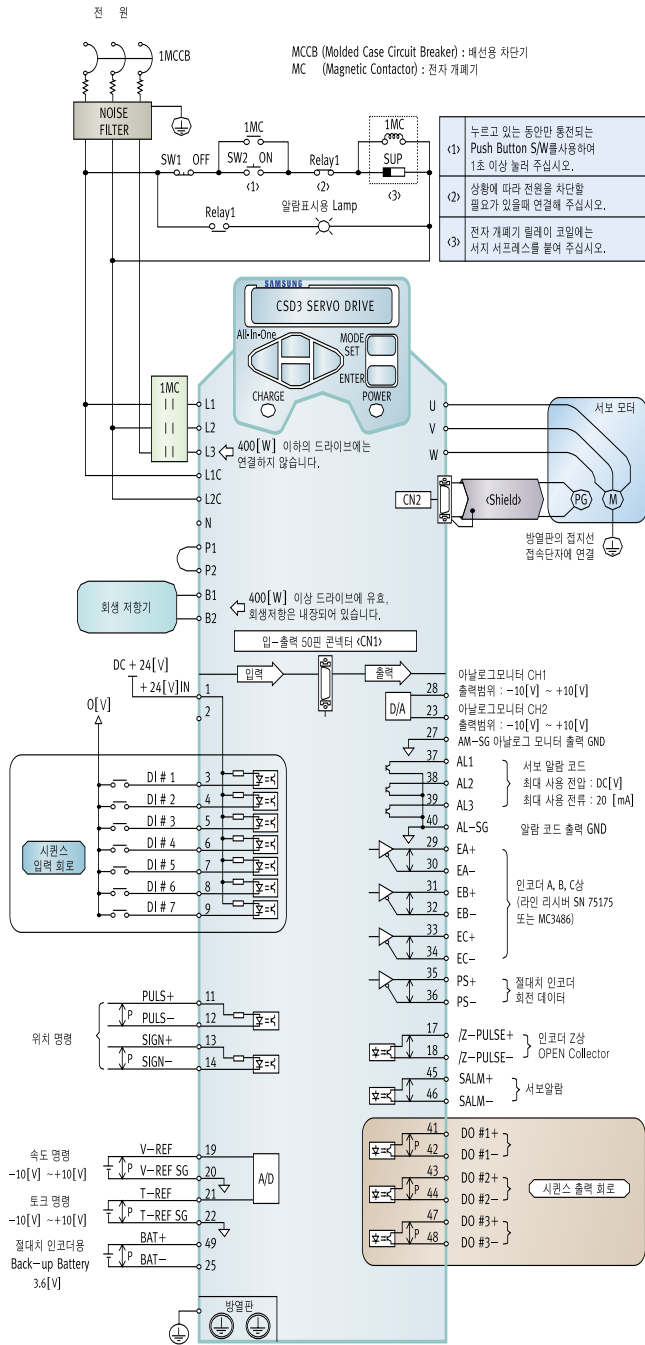 전 원
1MCCB
MCCB (Molded Case Circuit Breaker) : 배선용 차단기
MC (Magnetic Contactor) : 전자 개폐기
NOISE
FILTER
SW1 OFF
1MC
SW2 ON
<1>
Relay1
<2>
1MC
SUP
<3>
Relay1
알람표시용 Lamp
<1> 누르고 있는 동안만 통전되는
Push Button S/W를사용하여
1초 이상 눌러 주십시오.
<2> 상황에 따라 전원을 차단할
필요가 있을때 연결해 주십시오.
<3> 전자 개폐기 릴레이 코일에는
서지 서프레스를 붙여 주십시오.
SAMSUNG
CSD3 SERVO DRIVE
All-In-One
MODE
SET
ENTER
CHARGE
POWER
1MC
L1
L2
L3
400[W] 이하의 드라이브에는
연결하지 않습니다.
L1C
L2C
N
P1
P2
B1
B2
회생 저항기
400[W] 이상 드라이브에 유효,
회생저항은 내장되어 있습니다.
U
V
W
서보 모터
CN2
<Shield>
PG
M
방열판의 접지선
접속단자에 연결
입-출력 50핀 콘넥터 <CN1>
입력
출력
DC + 24[V]
+ 24[V]IN
1
2
0[V]
DI # 1
3
DI # 2
4
DI # 3
5
DI # 4
6
DI # 5
7
DI # 6
8
DI # 7
9
시퀀스
입력 회로
D/A
28
23
27
아날로그모니터 CH1
출력범위 : -10[V] ~ +10[V]
아날로그모니터 CH2
출력범위 : -10[V] ~ +10[V]
AM-SG 아날로그 모니터 출력 GND
37 AL1
38 AL2
39 AL3
서보 알람 코드
최대 사용 전압 : DC[V]
최대 사용 전류 : 20 [mA]
40 AL-SG 알람 코드 출력 GND
29 EA+
30 EA-
31 EB+
32 EB-
33 EC+
34 EC-
인코더 A, B, C상
(라인 리시버 SN 75175
또는 MC3486)
35 PS+
36 PS-
절대치 인코더
회전 데이터
위치 명령
PULS+ 11
P
PULS- 12
SIGN+ 13
P
SIGN- 14
17 /Z-PULSE+
18 /Z-PULSE-
인코더 Z상
OPEN Collector
45 SALM+
46 SALM-
서보알람
41 DO #1+
P
42 DO #1-
43 DO #2+
P
44 DO #2-
47 DO #3+
P
48 DO #3-
시퀀스 출력 회로
속도 명령
-10[V] ~+10[V]
V-REF 19
P
V-REF SG 20
토크 명령
-10[V] ~+10[V]
T-REF 21
P
T-REF SG 22
A/D
절대치 인코더용
Back-up Battery
3.6[V]
BAT+ 49
P
BAT- 25
방열판